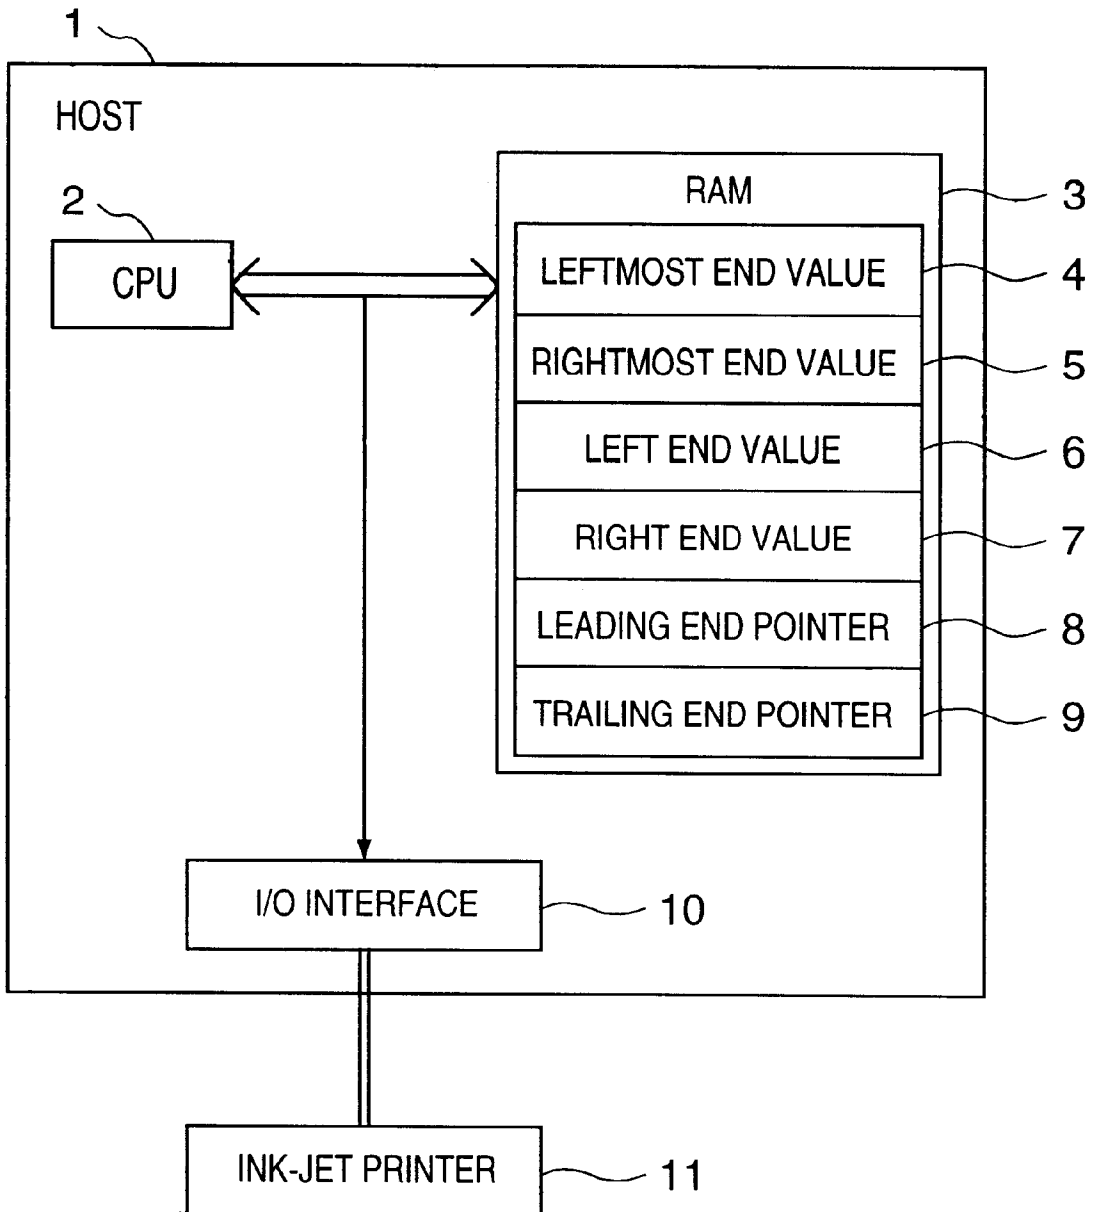 1
HOST
2
CPU
RAM
3
LEFTMOST END VALUE
4
RIGHTMOST END VALUE
5
LEFT END VALUE
6
RIGHT END VALUE
7
LEADING END POINTER
8
TRAILING END POINTER
9
I/O INTERFACE
10
INK-JET PRINTER
11